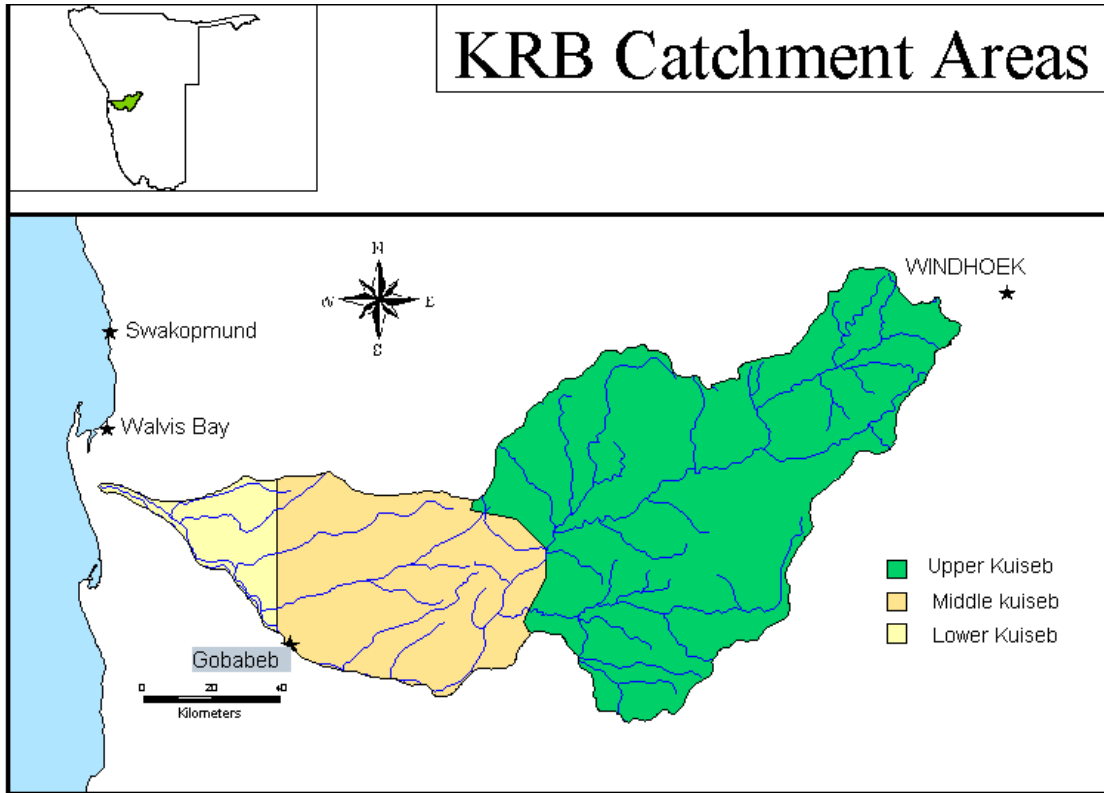 KRB Catchment Areas
WINDHOEK
N
W
E
S
Swakopmund
Walvis Bay
Upper Kuiseb
Middle kuiseb
Lower Kuiseb
Gobabeb
0 20 40
Kilometers